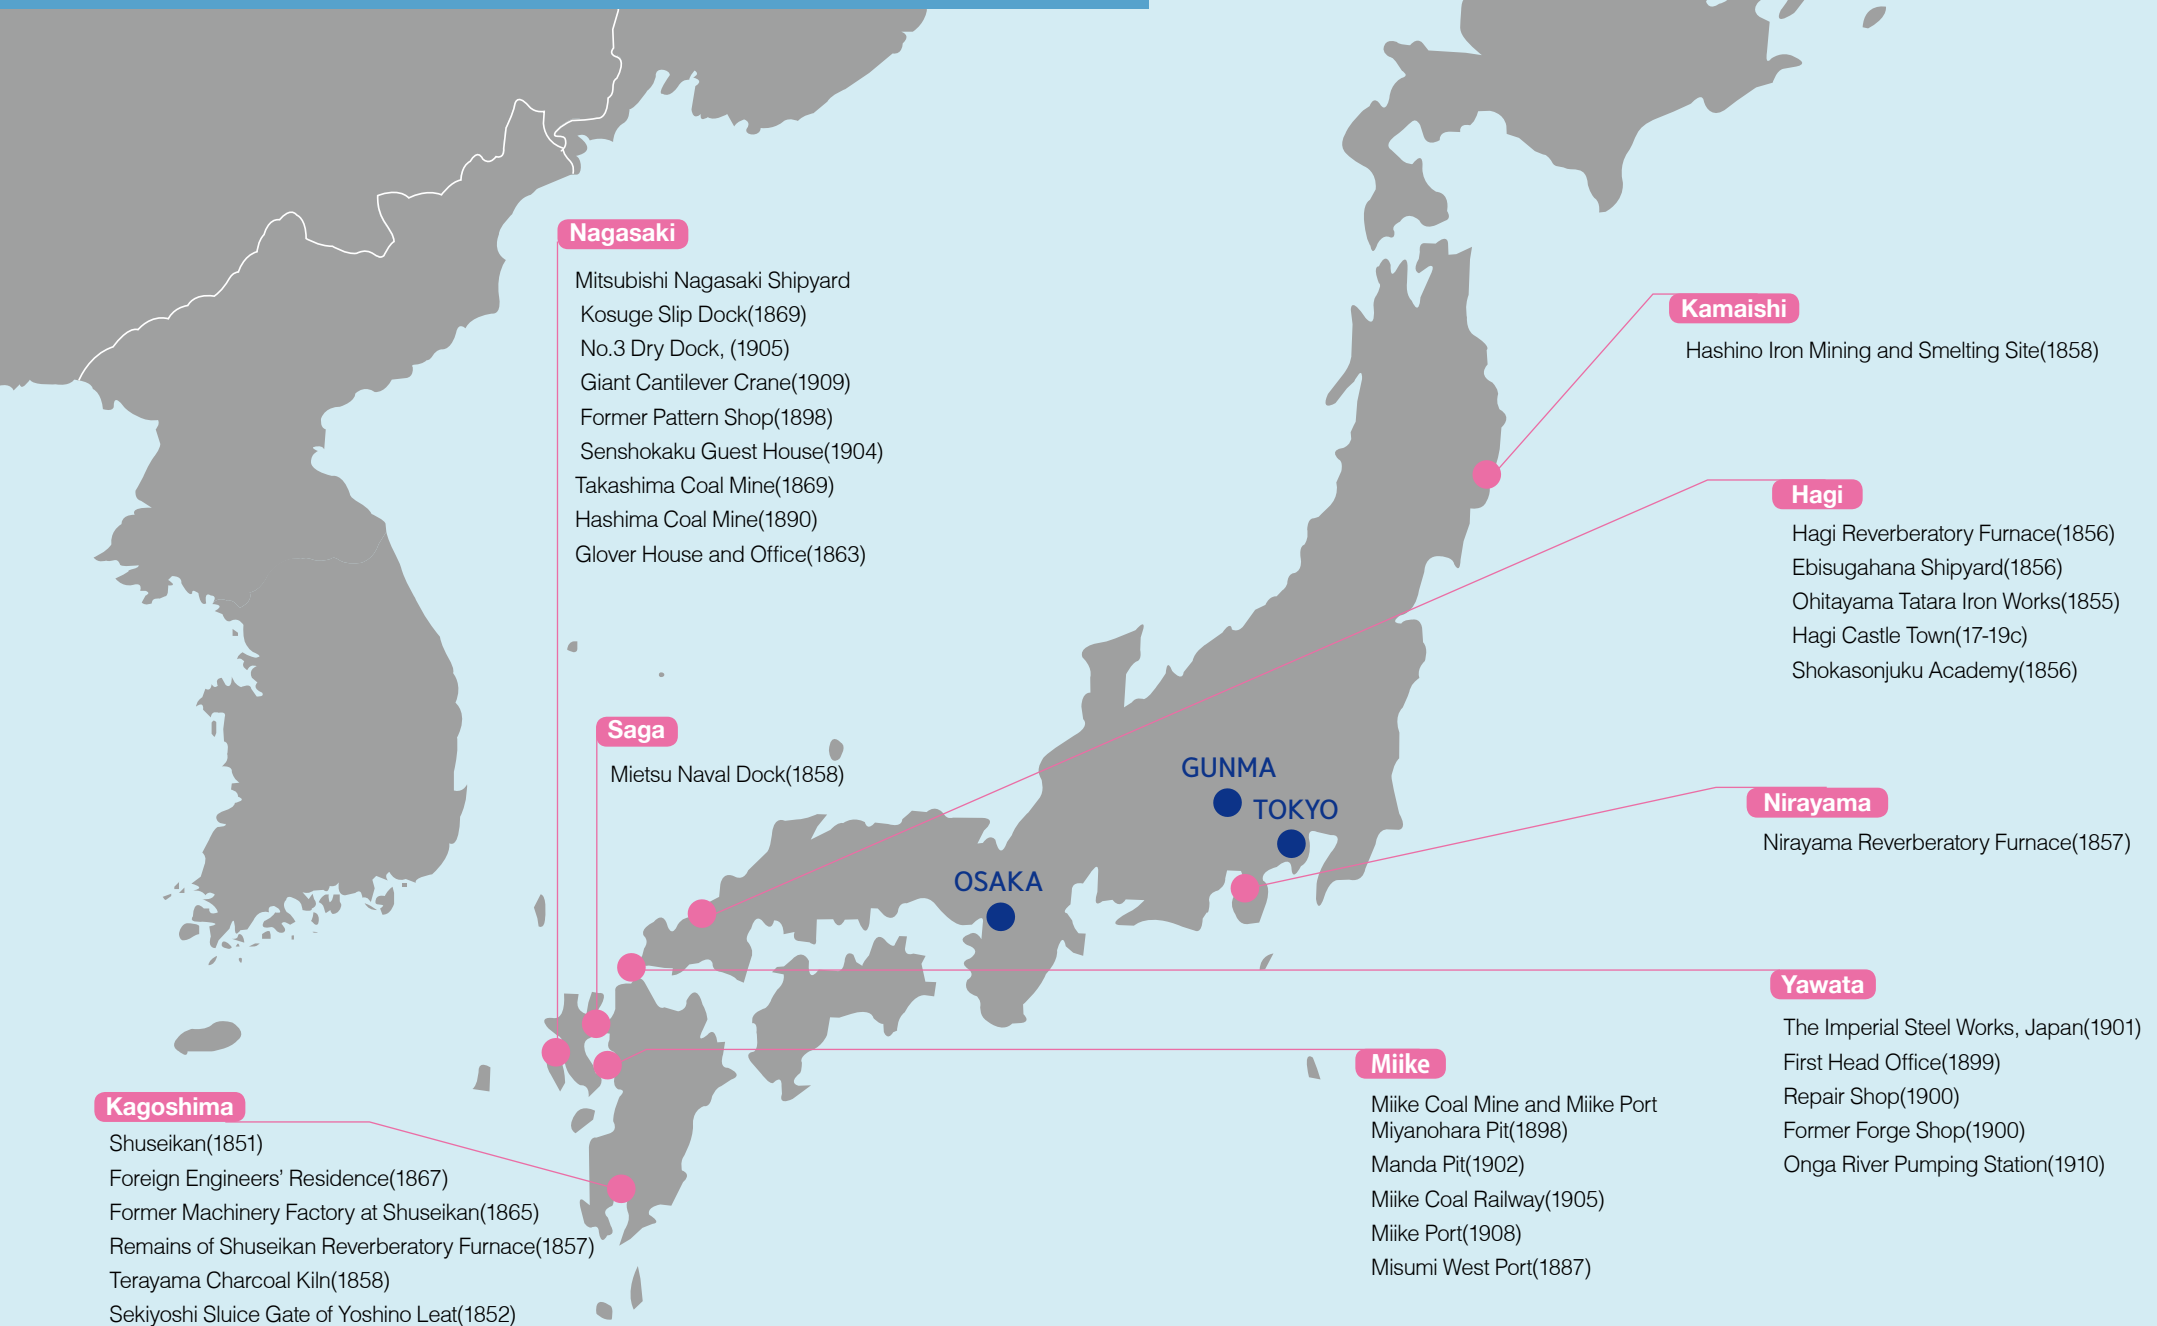 Nagasaki
Mitsubishi Nagasaki Shipyard
Kosuge Slip Dock(1869)
No.3 Dry Dock, (1905)
Giant Cantilever Crane(1909)
Former Pattern Shop(1898)
Senshokaku Guest House(1904)
Takashima Coal Mine(1869)
Hashima Coal Mine(1890)
Glover House and Office(1863)
Kamaishi
Hashino Iron Mining and Smelting Site(1858)
Hagi
Hagi Reverberatory Furnace(1856)
Ebisugahana Shipyard(1856)
Ohitayama Tatara Iron Works(1855)
Hagi Castle Town(17-19c)
Shokasonjuku Academy(1856)
Saga
Mietsu Naval Dock(1858)
GUNMA
TOKYO
OSAKA
Nirayama
Nirayama Reverberatory Furnace(1857)
Yawata
The Imperial Steel Works, Japan(1901)
First Head Office(1899)
Repair Shop(1900)
Former Forge Shop(1900)
Onga River Pumping Station(1910)
Miike
Miike Coal Mine and Miike Port
Miyanohara Pit(1898)
Manda Pit(1902)
Miike Coal Railway(1905)
Miike Port(1908)
Misumi West Port(1887)
Kagoshima
Shuseikan(1851)
Foreign Engineers’ Residence(1867)
Former Machinery Factory at Shuseikan(1865)
Remains of Shuseikan Reverberatory Furnace(1857)
Terayama Charcoal Kiln(1858)
Sekiyoshi Sluice Gate of Yoshino Leat(1852)